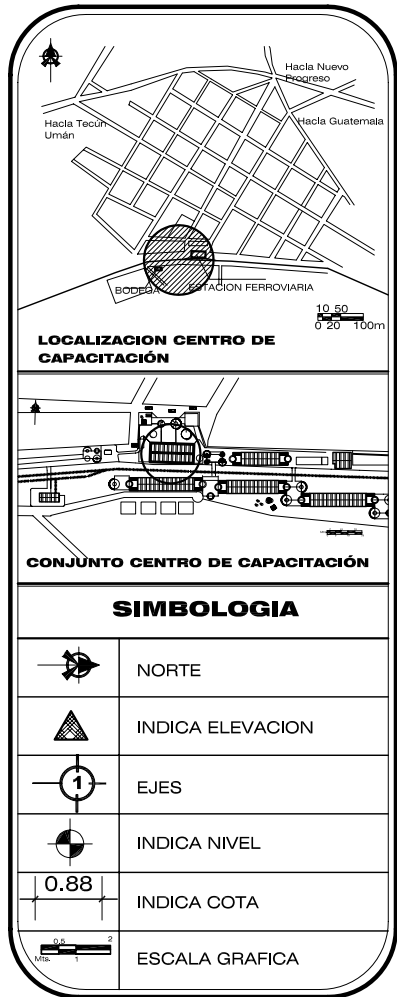 Hacia Nuevo
Progreso
Hacia Tecún
Umán
Hacia Guatemala
BODEGA
ESTACION FERROVIARIA
10 50
0 20 100m
LOCALIZACION CENTRO DE
CAPACITACIÓN
CONJUNTO CENTRO DE CAPACITACIÓN
SIMBOLOGIA
NORTE
INDICA ELEVACION
1
EJES
INDICA NIVEL
0.88
INDICA COTA
0.5 2
Mts. 1
ESCALA GRAFICA